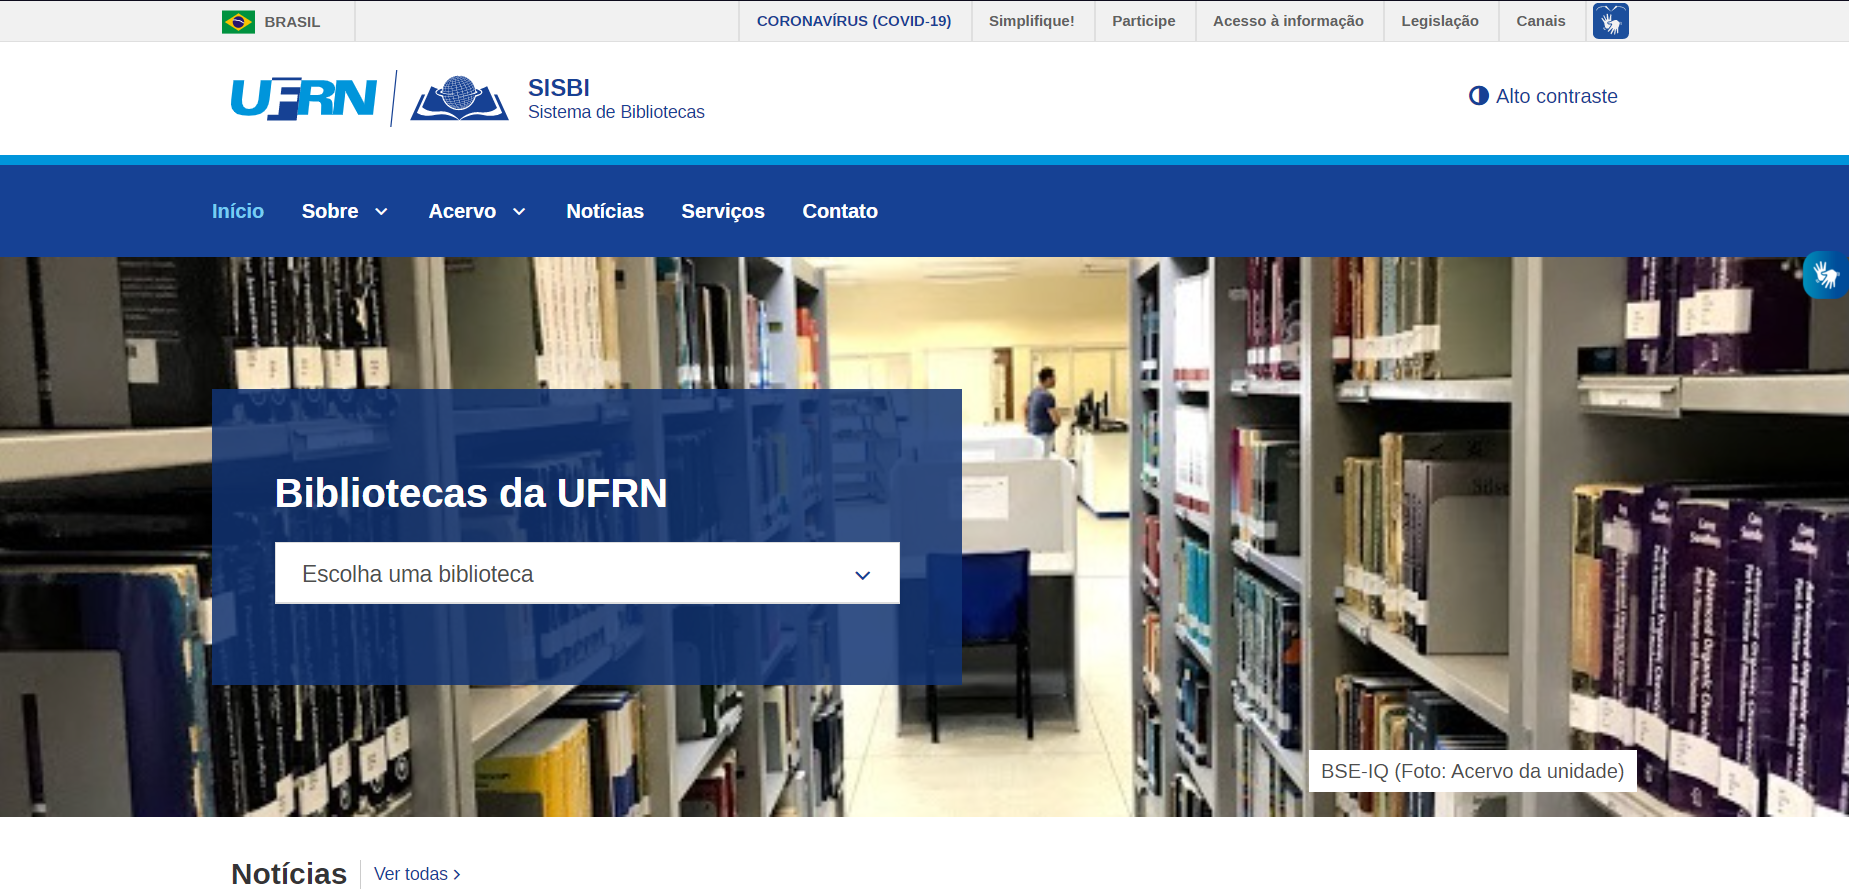 BRASIL
CORONAVÍRUS (COVID-19)
Simplifique!
Participe
Acesso à informação
Legislação
Canais
UFRN
SISBI
Sistema de Bibliotecas
Alto contraste
Início
Sobre
Acervo
Notícias
Serviços
Contato
Bibliotecas da UFRN
Escolha uma biblioteca
BSE-IQ (Foto: Acervo da unidade)
Notícias
Ver todas